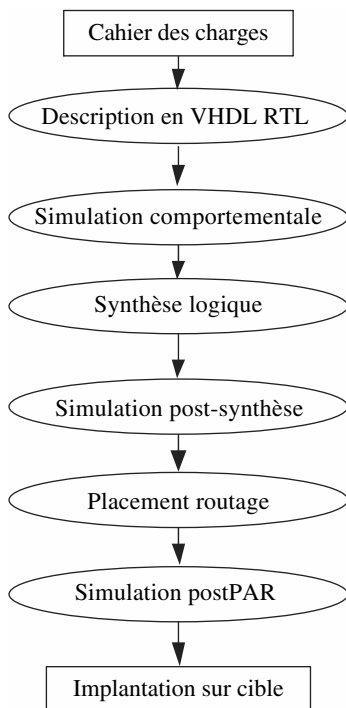 Cahier des charges
Description en VHDL RTL
Simulation comportementale
Synthèse logique
Simulation post-synthèse
Placement routage
Simulation postPAR
Implantation sur cible